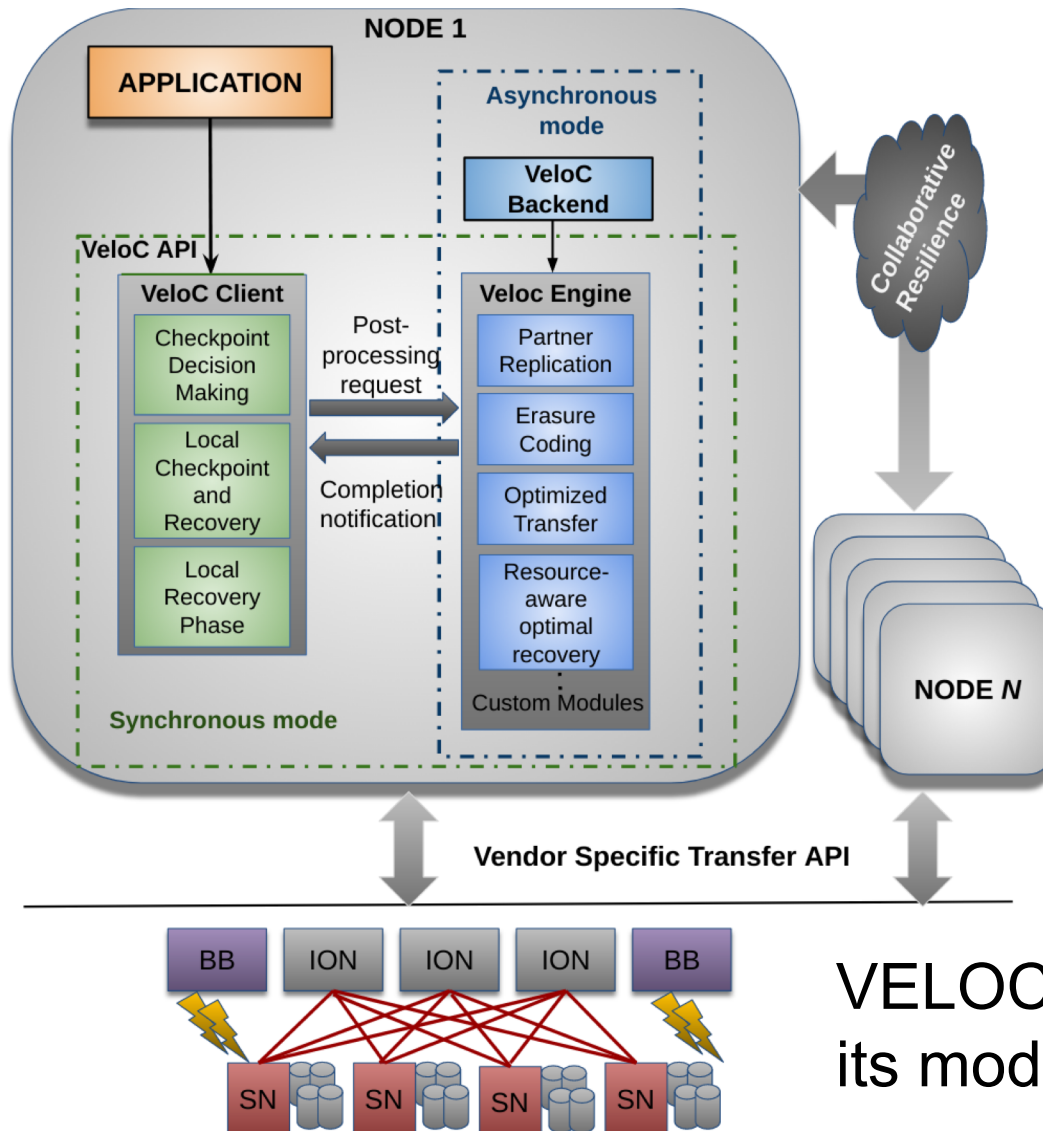 NODE 1
APPLICATION
Asynchronous
mode
VeloC
Backend
VeloC API
VeloC Client
Checkpoint
Decision
Making
Local
Checkpoint
and
Recovery
Local
Recovery
Phase
Post-
processing
request
Completion
notification
Veloc Engine
Partner
Replication
Erasure
Coding
Optimized
Transfer
Resource-
aware
optimal
recovery
Custom Modules
Synchronous mode
Collaborative
Resilience
NODE N
Vendor Specific Transfer API
BB
ION
ION
ION
BB
SN
SN
SN
SN
VELOC
its mod